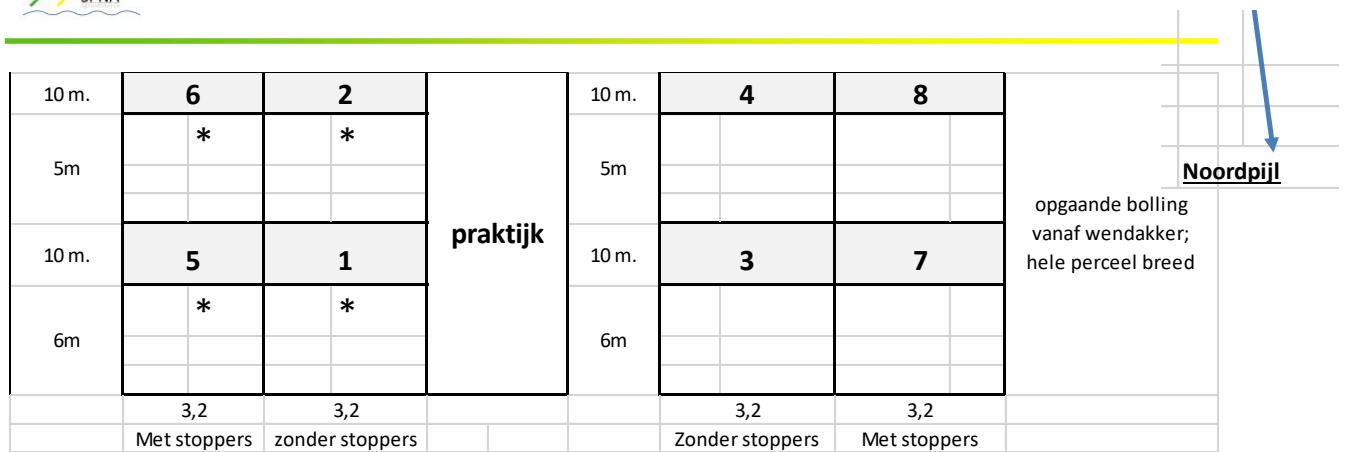 10 m. 6 2 10 m. 4 8
* *
5m 5m
Noordpijl
opgaande bolling
vanaf wendakker;
hele perceel breed
praktijk
10 m. 5 1 10 m. 3 7
* *
6m 6m
3,2 3,2 3,2 3,2
Met stoppers zonder stoppers Zonder stoppers Met stoppers